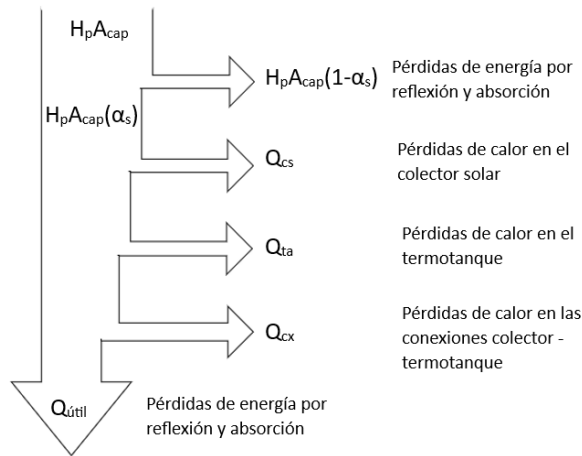 HpAcap
HpAcap(1-αs)
Pérdidas de energía por
reflexión y absorción
HpAcap(αs)
Qcs
Pérdidas de calor en el
colector solar
Qta
Pérdidas de calor en el
termotanque
Qcx
Pérdidas de calor en las
conexiones colector -
termotanque
Qútil
Pérdidas de energía por
reflexión y absorción